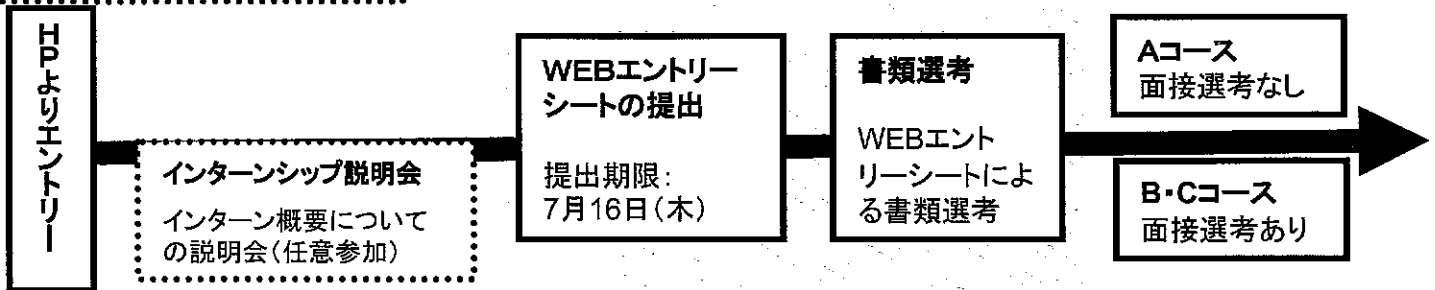 HPよりエントリー
インターンシップ説明会
インターン概要について
の説明会(任意参加)
WEBエントリー
シートの提出
提出期限:
7月16日(木)
書類選考
WEBエント
リーシートによ
る書類選考
Aコース
面接選考なし
B・Cコース
面接選考あり